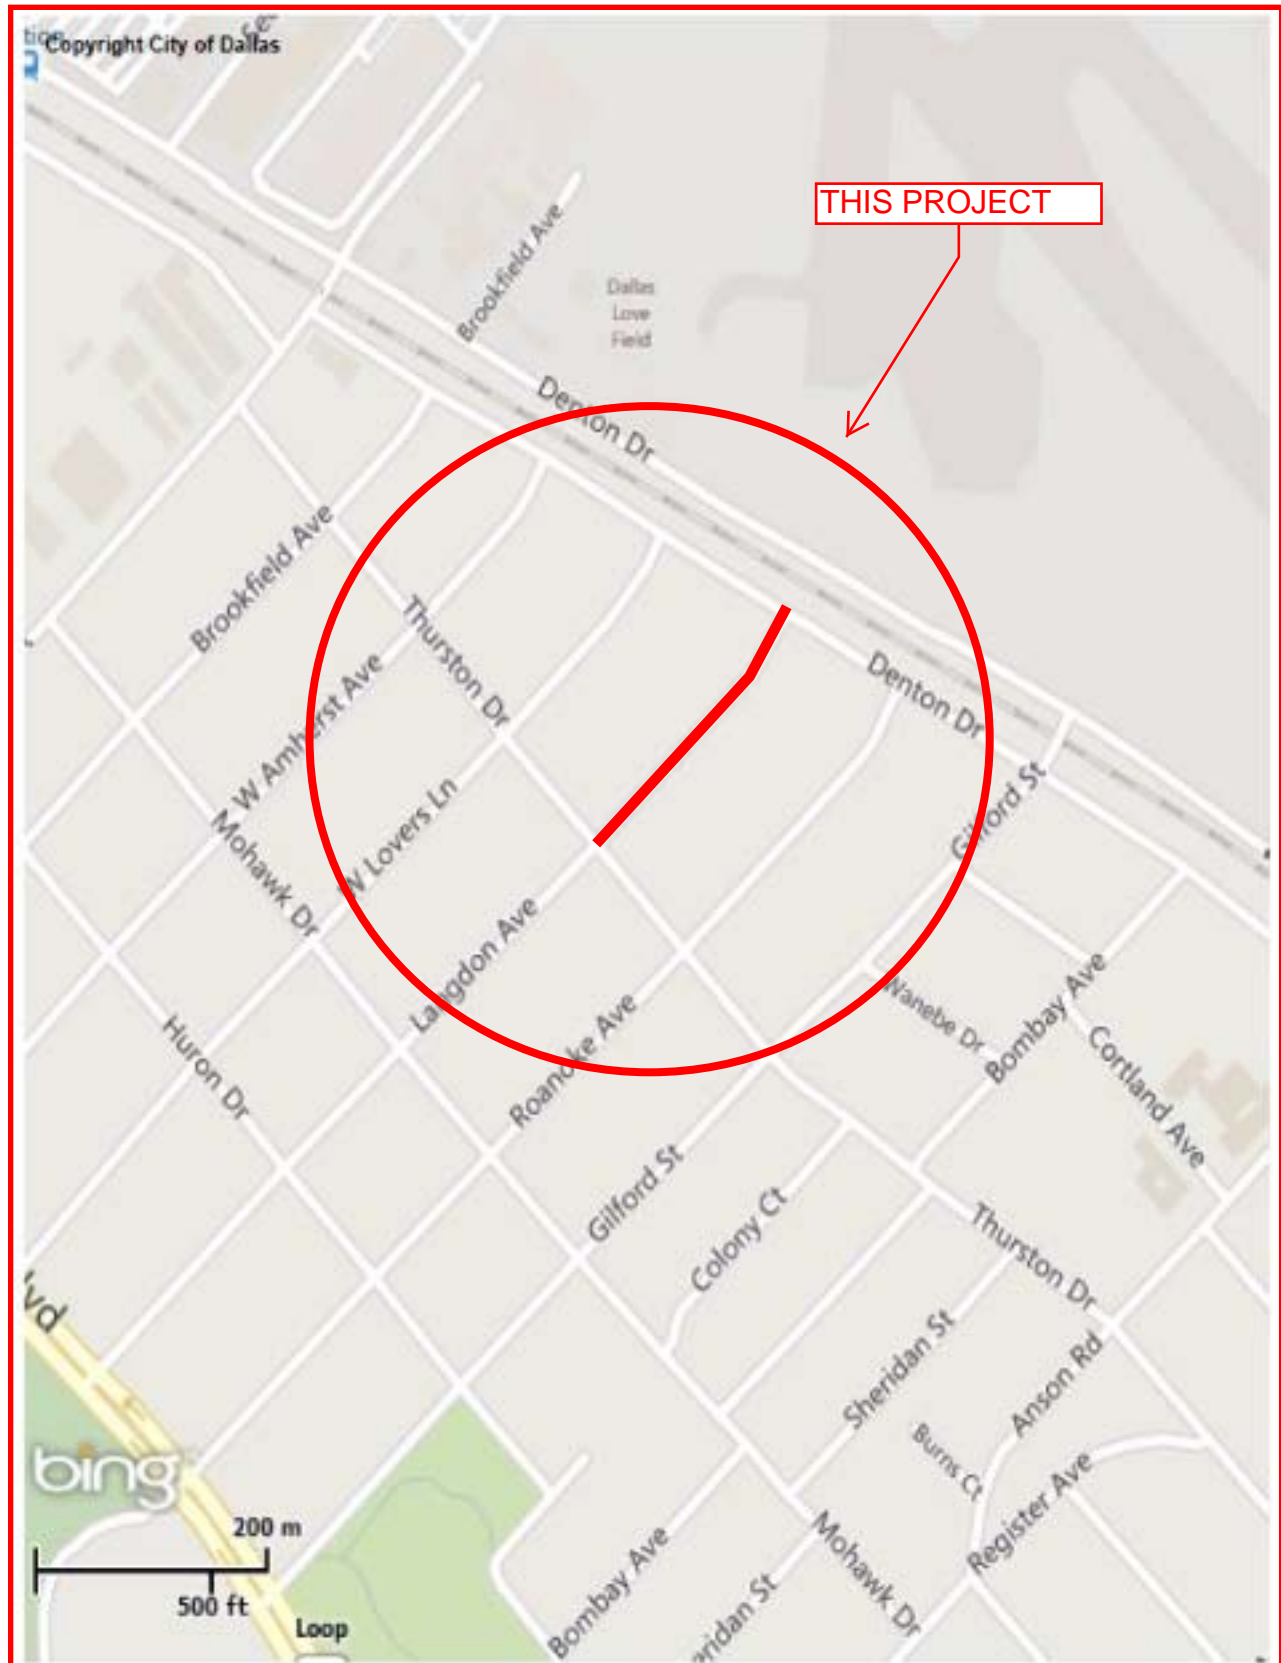 Copyright City of Dallas
THIS PROJECT
Brookfield Ave
Dallas
Love
Field
Denton Dr
Brookfield Ave
Thurston Dr
W Amherst Ave
Denton Dr
W Lovers Ln
Mohawk Dr
Gilford St
Langdon Ave
Roanoke Ave
Wanebe Dr
Bombay Ave
Huron Dr
Cortland Ave
Gilford St
Colony Ct
Thurston Dr
lvd
Sheridan St
Anson Rd
Burns Ct
Register Ave
bing
200 m
500 ft
Loop
Bombay Ave
eridan St
Mohawk Dr